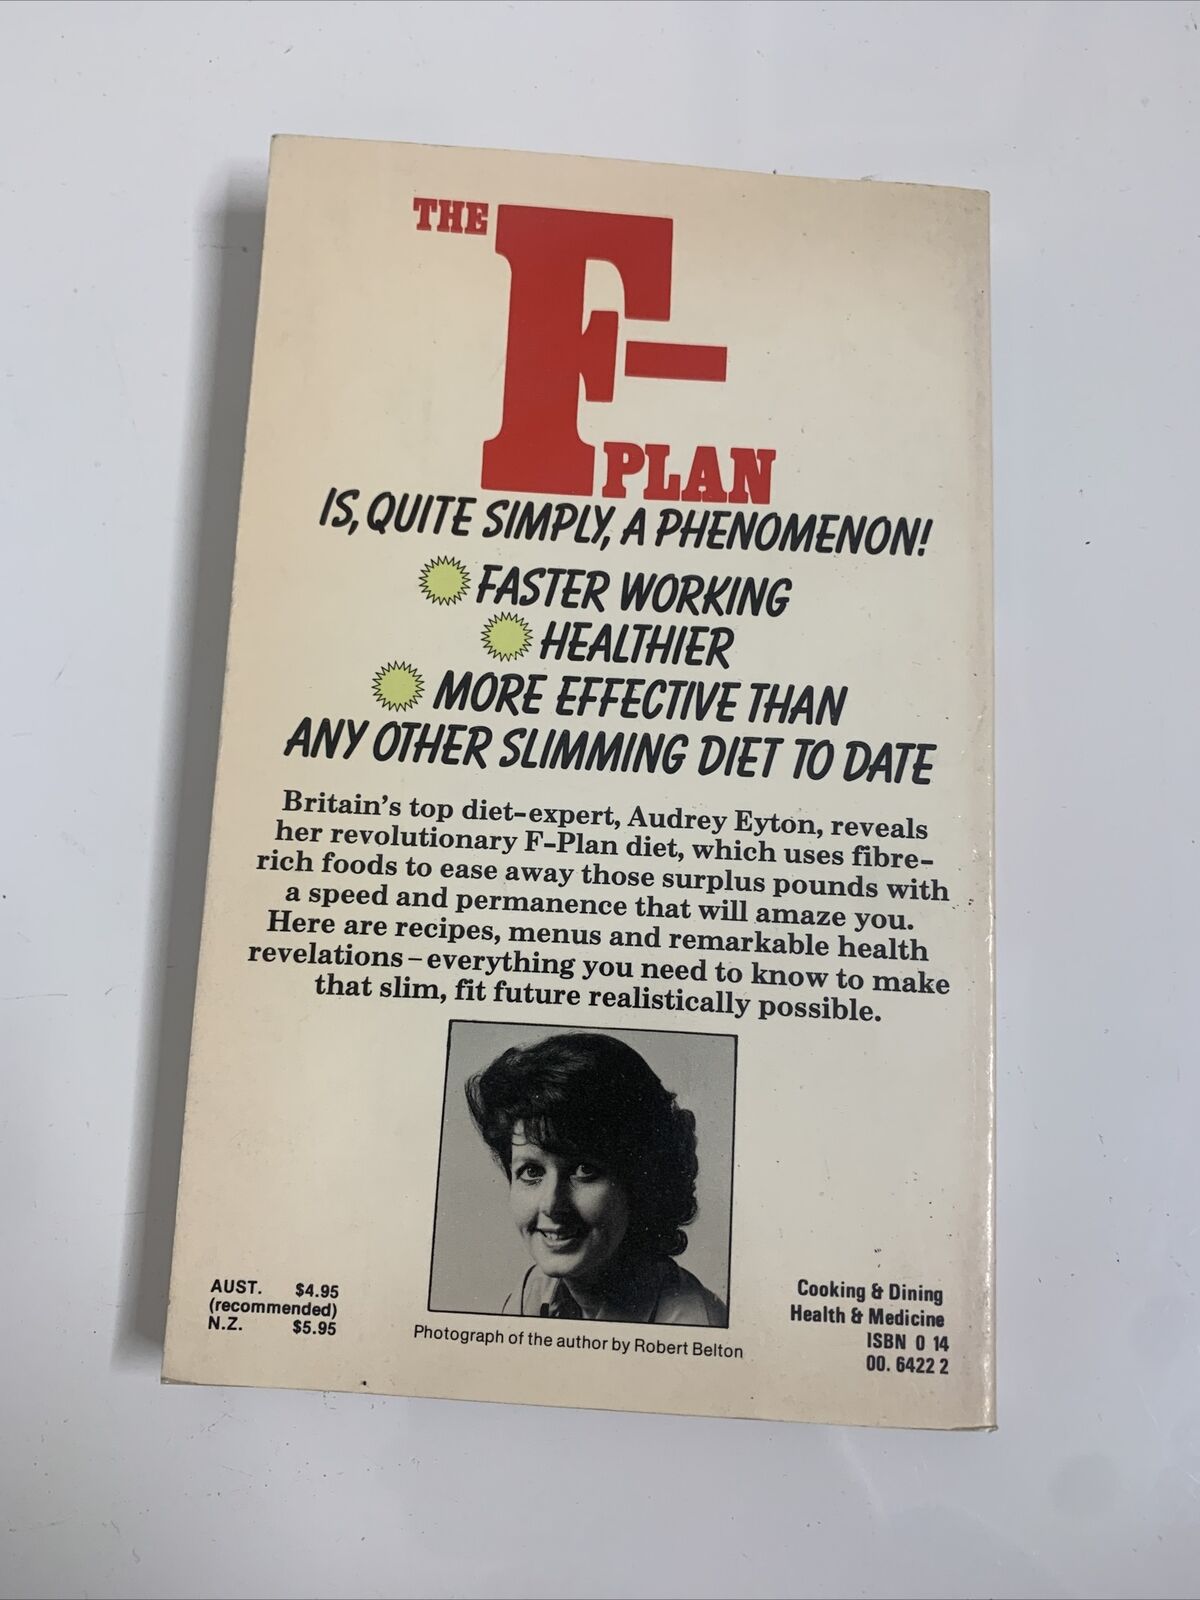 THE
F-
PLAN
IS, QUITE SIMPLY, A PHENOMENON!
FASTER WORKING
HEALTHIER
MORE EFFECTIVE THAN
ANY OTHER SLIMMING DIET TO DATE
Britain's top diet-expert, Audrey Eyton, reveals
her revolutionary F-Plan diet, which uses fibre-
rich foods to ease away those surplus pounds with
a speed and permanence that will amaze you.
Here are recipes, menus and remarkable health
revelations – everything you need to know to make
that slim, fit future realistically possible.
AUST. $4.95
(recommended)
N.Z. $5.95
Photograph of the author by Robert Belton
Cooking & Dining
Health & Medicine
ISBN 0 14
00. 6422 2